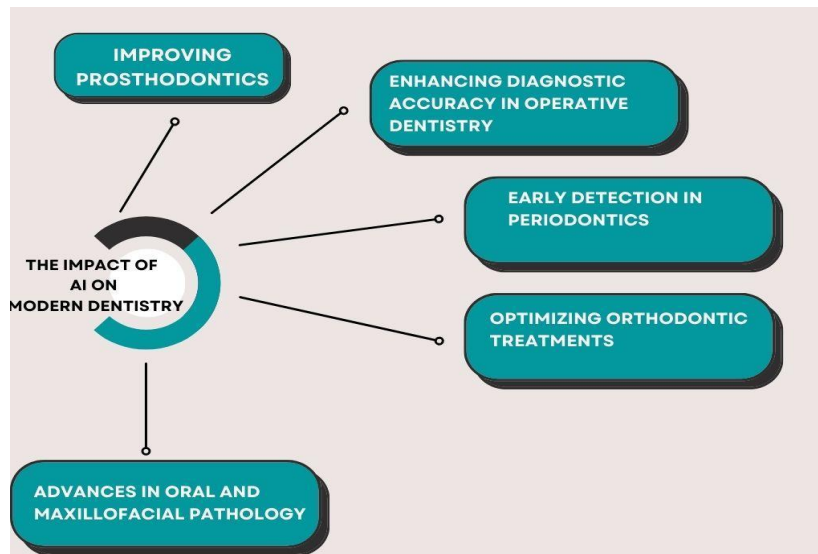 IMPROVING
PROSTHODONTICS
ENHANCING DIAGNOSTIC
ACCURACY IN OPERATIVE
DENTISTRY
EARLY DETECTION IN
PERIODONTICS
THE IMPACT OF
AI ON
MODERN DENTISTRY
OPTIMIZING ORTHODONTIC
TREATMENTS
ADVANCES IN ORAL AND
MAXILLOFACIAL PATHOLOGY